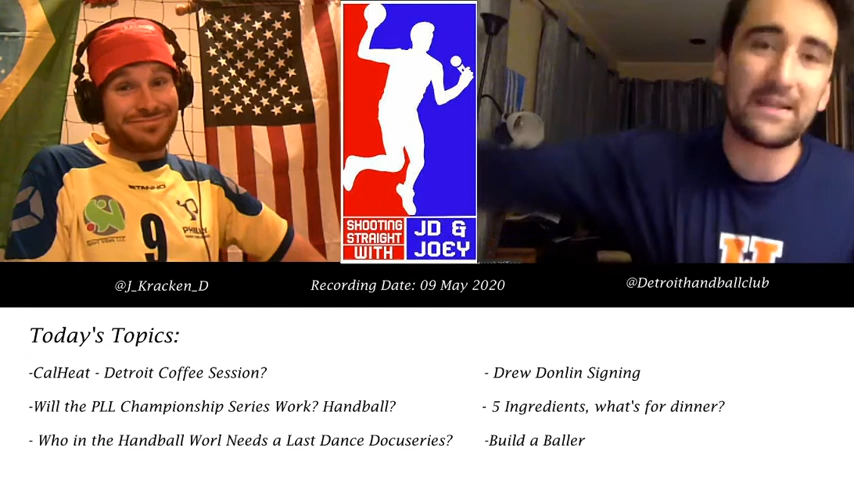 STANNO
9
SHOOTING
STRAIGHT
WITH
JD &
JOEY
@J_Kracken_D
Recording Date: 09 May 2020
@Detroithandballclub
Today's Topics:
-CalHeat - Detroit Coffee Session?
- Drew Donlin Signing
-Will the PLL Championship Series Work? Handball?
- 5 Ingredients, what's for dinner?
- Who in the Handball Worl Needs a Last Dance Docuseries?
-Build a Baller